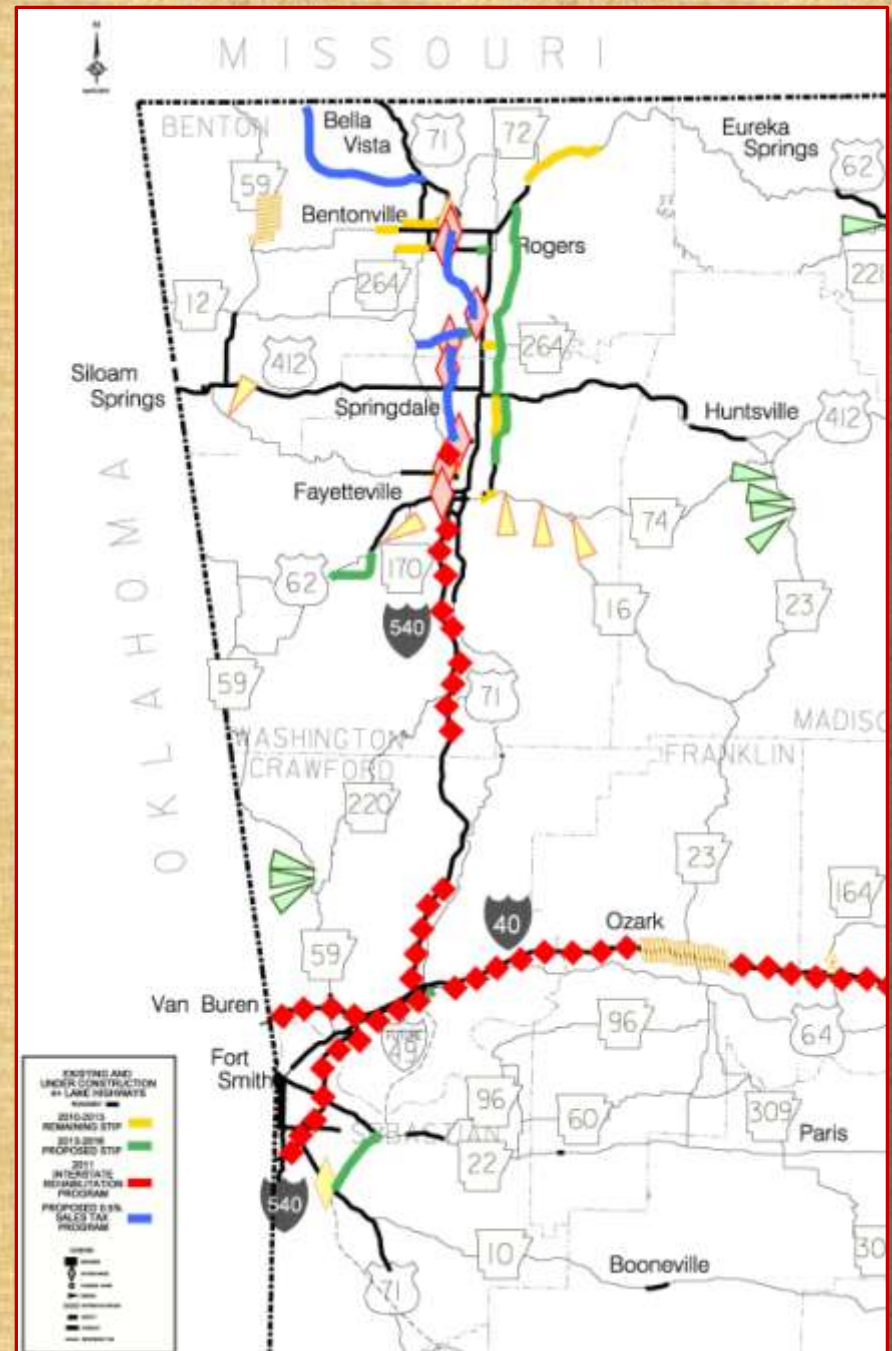 N
MISSOURI
BENTON
Bella
Vista
71
72
Eureka
Springs
62
59
Bentonville
Rogers
264
221
12
264
412
Siloam
Springs
Springdale
Huntsville
412
Fayetteville
74
62
170
16
23
540
OKLAHOMA
59
71
MADISO
WASHINGTON
CRAWFORD
FRANKLIN
220
23
164
40
Ozark
59
Van Buren
96
64
FUTURE
49
Fort
Smith
96
60
309
SEBASTIAN
Paris
22
540
10
30
Booneville
71
EXISTING AND
UNDER CONSTRUCTION
4+ LANE HIGHWAYS
2010-2013
REMAINING STIP
2013-2016
PROPOSED STIP
2011
INTERSTATE
REHABILITATION
PROGRAM
PROPOSED 0.5%
SALES TAX
PROGRAM